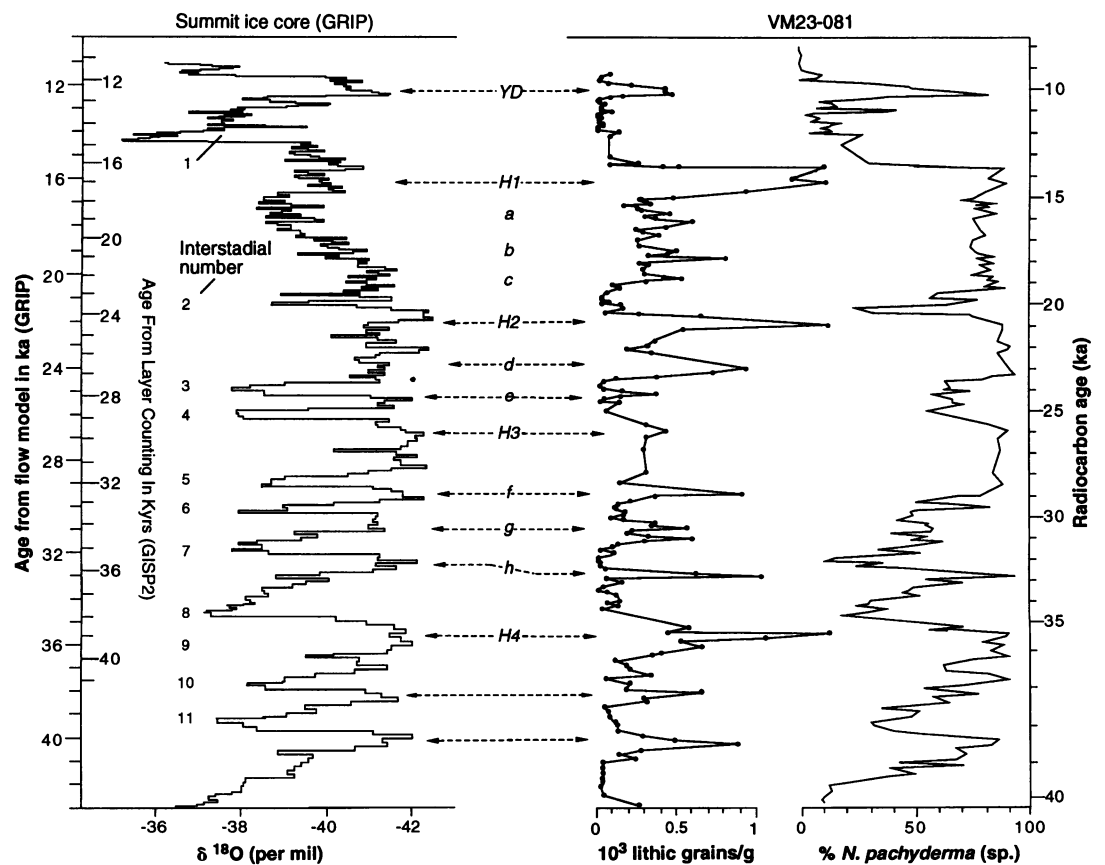 Summit ice core (GRIP)
VM23-081
Age from flow model in ka (GRIP)
12
16
20
24
28
32
36
40
12
16
20
24
28
32
36
40
Age From Layer Counting In Kyrs (GISP2)
Interstadial
number
1
2
3
4
5
6
7
8
9
10
11
YD
H1
a
b
c
H2
d
e
H3
f
g
h
H4
10
15
20
25
30
35
40
Radiocarbon age (ka)
-36
-38
-40
-42
δ ¹⁸O (per mil)
0
0.5
1
10³ lithic grains/g
0
50
100
% N. pachyderma (sp.)